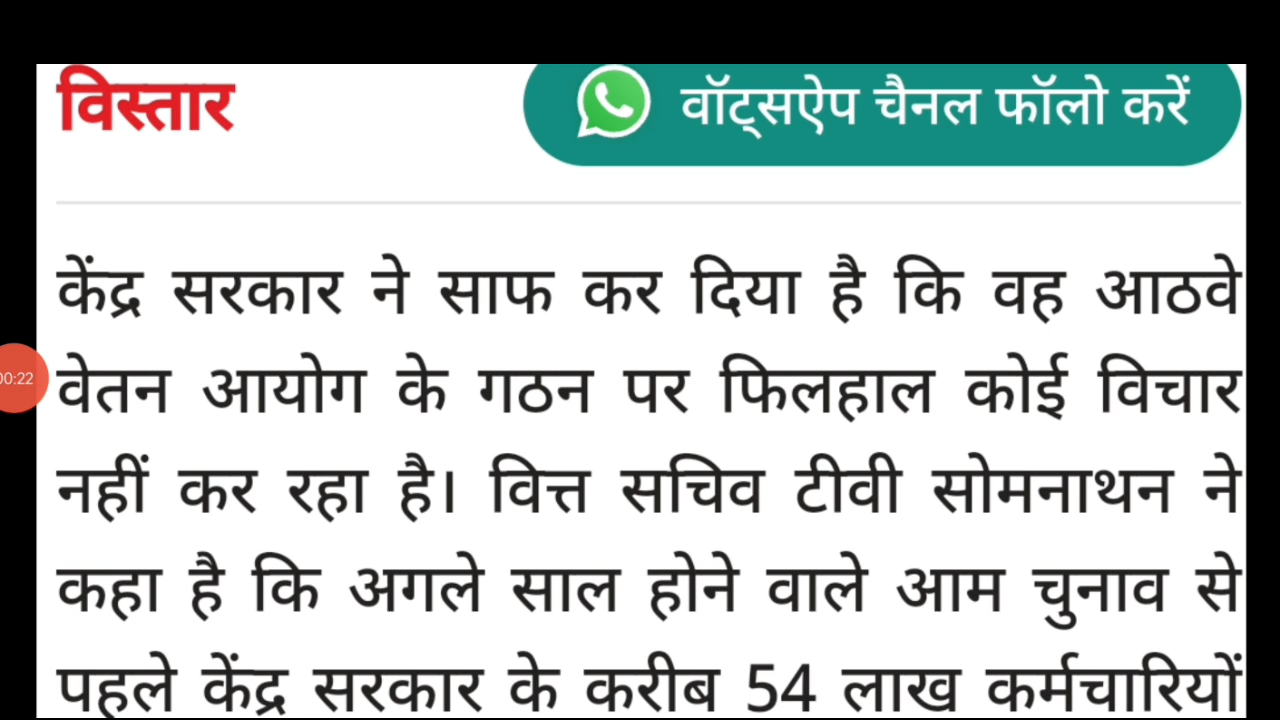 विस्तार
वॉट्सऐप चैनल फॉलो करें
केंद्र सरकार ने साफ कर दिया है कि वह आठवे
00:22
वेतन आयोग के गठन पर फिलहाल कोई विचार
नहीं कर रहा है। वित्त सचिव टीवी सोमनाथन ने
कहा है कि अगले साल होने वाले आम चुनाव से
पहले केंद्र सरकार के करीब 54 लाख कर्मचारियों